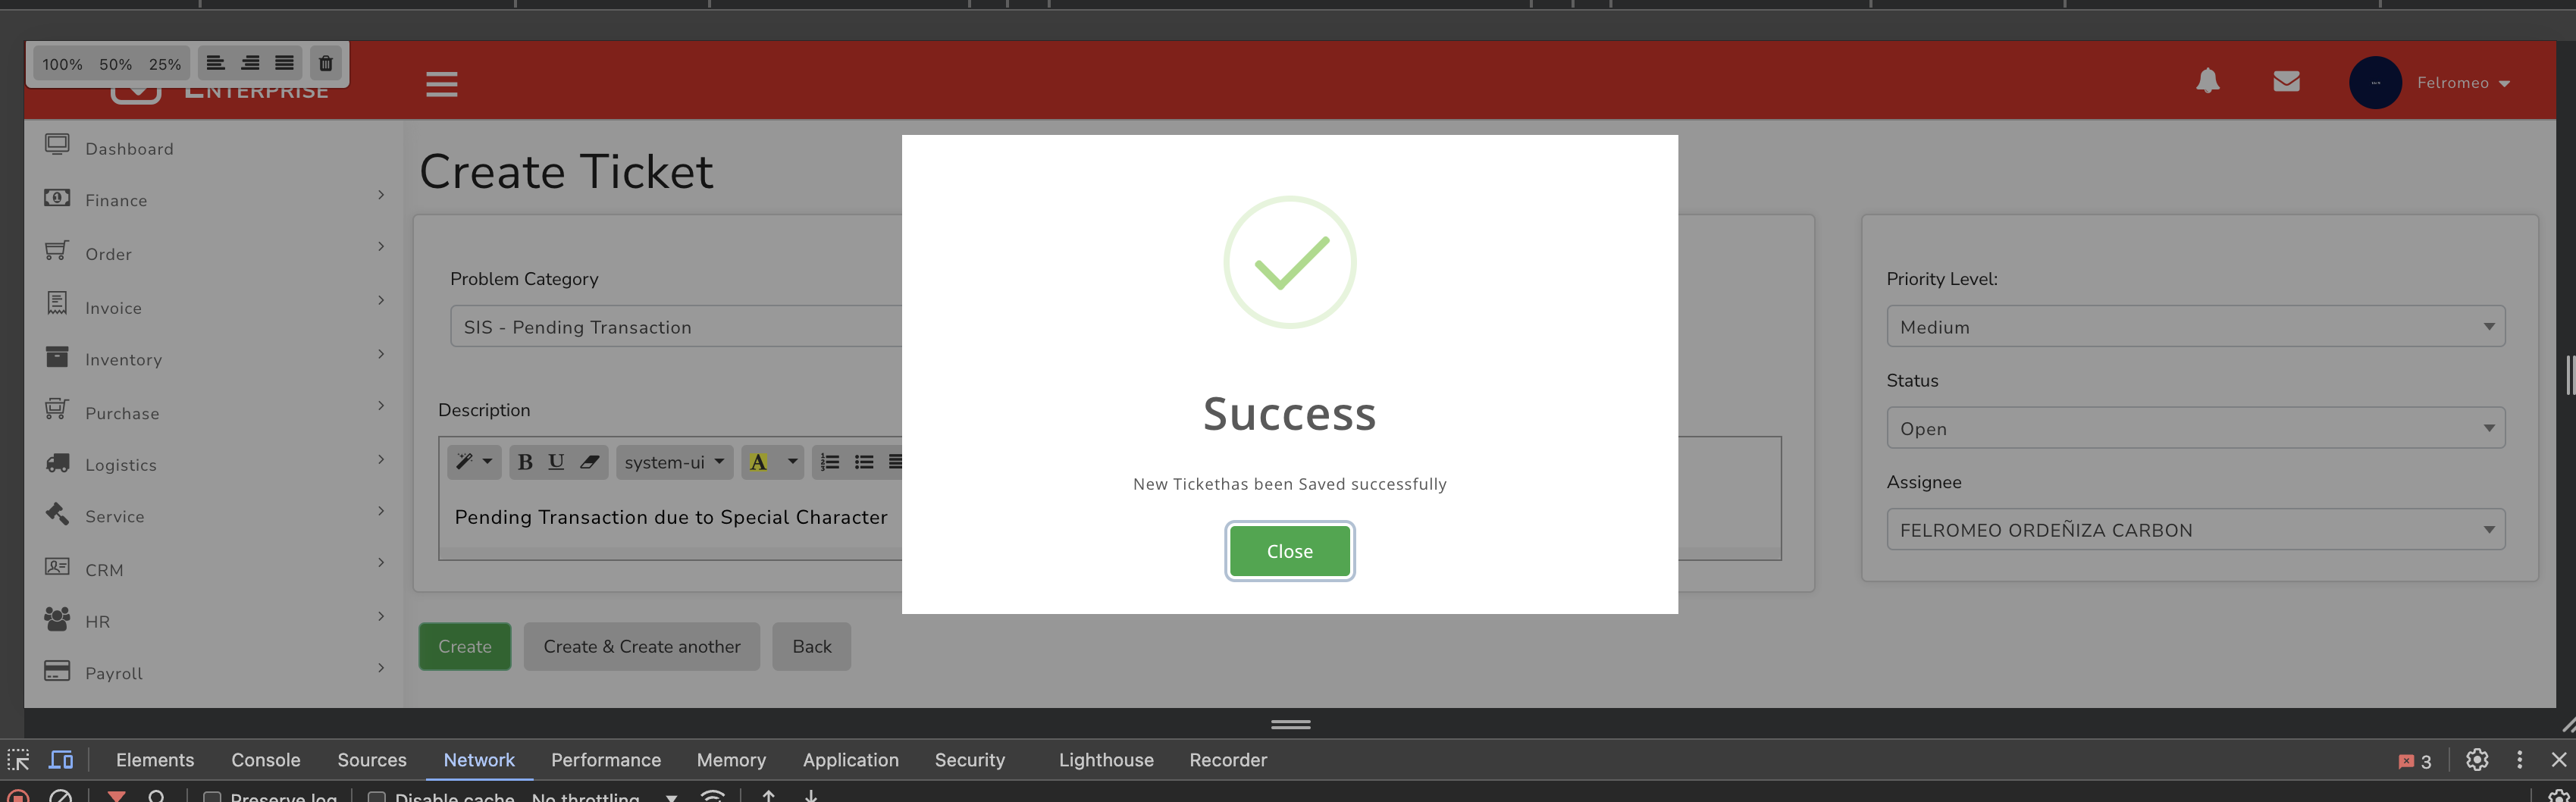 100% 50% 25%
ENTERPRISE
Felromeo
Dashboard
Finance
Order
Invoice
Inventory
Purchase
Logistics
Service
CRM
HR
Payroll
Create Ticket
Problem Category
SIS - Pending Transaction
Description
B U system-ui A
Pending Transaction due to Special Character
Create Create & Create another Back
Success
New Tickethas been Saved successfully
Close
Priority Level:
Medium
Status
Open
Assignee
FELROMEO ORDEÑIZA CARBON
Elements Console Sources Network Performance Memory Application Security Lighthouse Recorder 3
Preserve log Disable cache No throttling